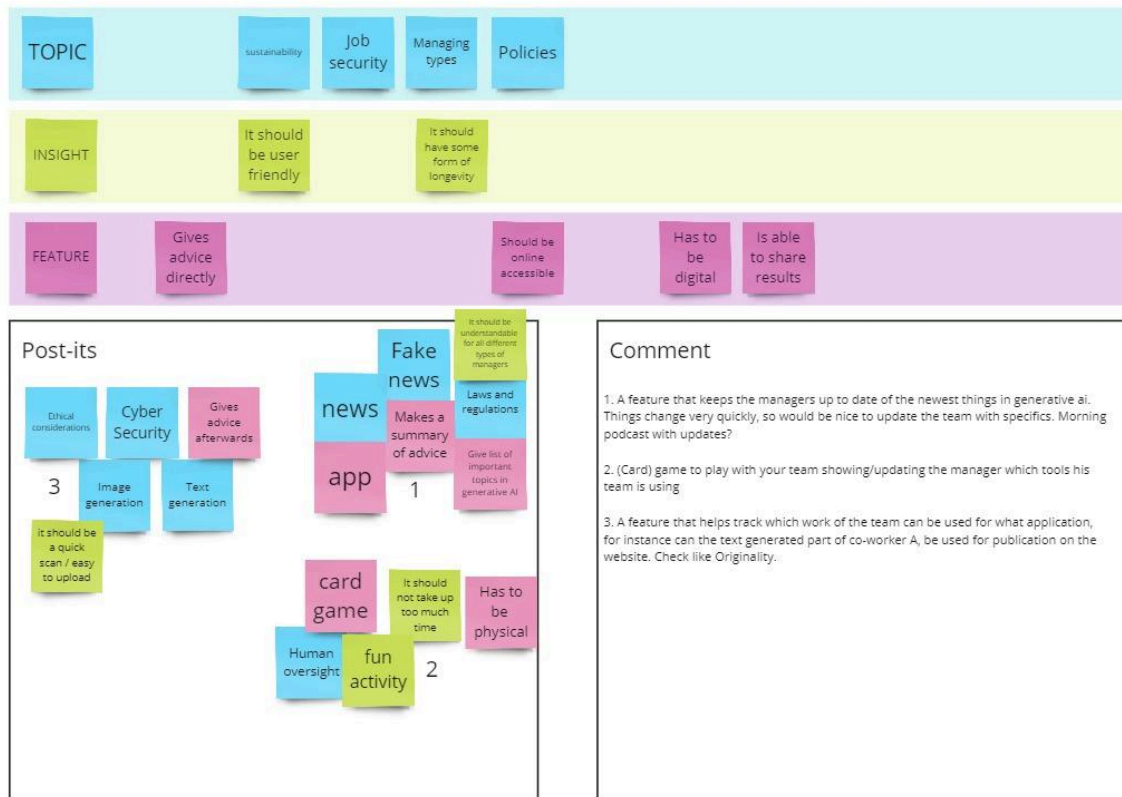 TOPIC
sustainability
Job
security
Managing
types
Policies
INSIGHT
It should
be user
friendly
It should
have some
form of
longevity
FEATURE
Gives
advice
directly
Should be
online
accessible
Has to
be
digital
Is able
to share
results
Post-its
Ethical
considerations
Cyber
Security
Gives
advice
afterwards
3
Image
generation
Text
generation
it should be
a quick
scan / easy
to upload
It should be
understandable
for all different
types of
managers
Fake
news
news
Laws and
regulations
Makes a
summary
of advice
app
Give list of
important
topics in
generative AI
1
card
game
It should
not take up
too much
time
Has to
be
physical
Human
oversight
fun
activity
2
Comment
1. A feature that keeps the managers up to date of the newest things in generative ai.
Things change very quickly, so would be nice to update the team with specifics. Morning
podcast with updates?
2. (Card) game to play with your team showing/updating the manager which tools his
team is using
3. A feature that helps track which work of the team can be used for what application,
for instance can the text generated part of co-worker A, be used for publication on the
website. Check like Originality.